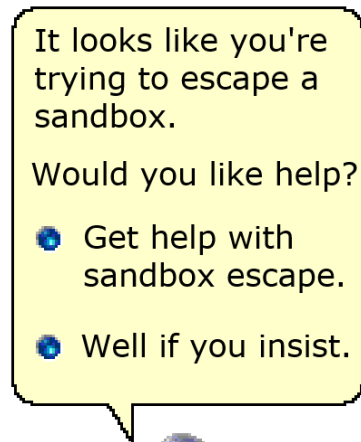 It looks like you're
trying to escape a
sandbox.
Would you like help?
Get help with
sandbox escape.
Well if you insist.